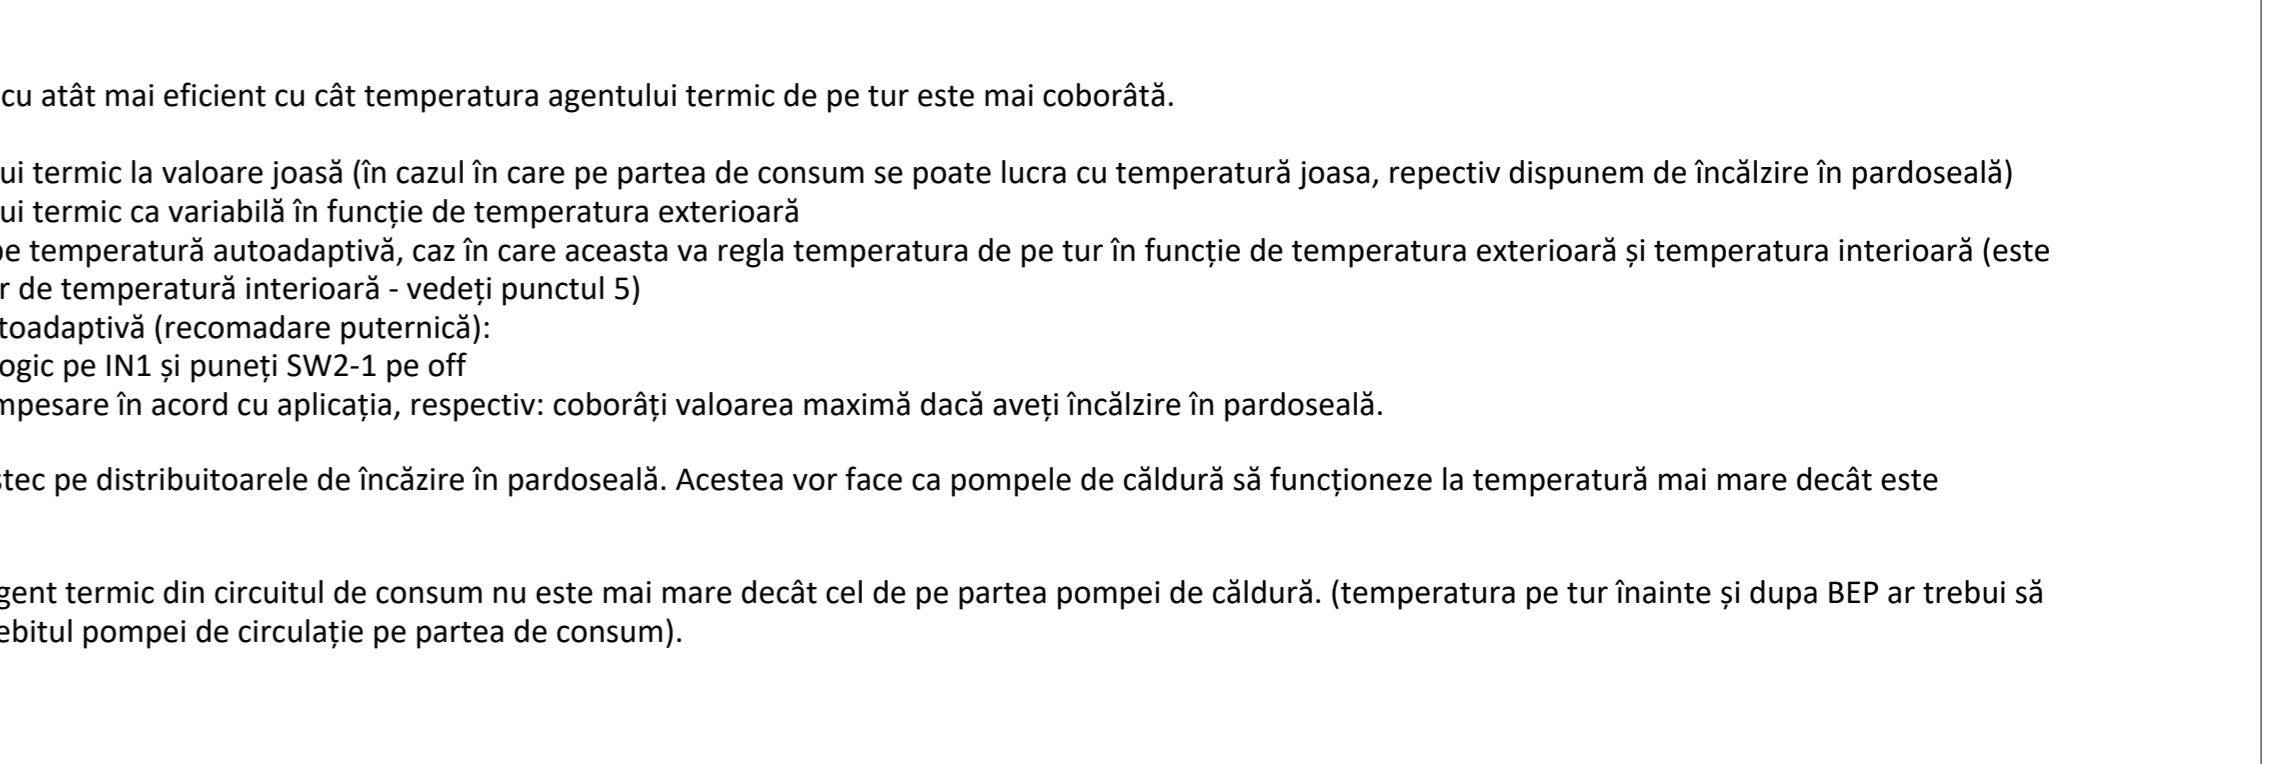 cu atât mai eficient cu cât temperatura agentului termic de pe tur este mai coborâtă.
ui termic la valoare joasă (în cazul în care pe partea de consum se poate lucra cu temperatură joasa, repectiv dispunem de încălzire în pardoseală)
ui termic ca variabilă în funcție de temperatura exterioară
pe temperatură autoadaptivă, caz în care aceasta va regla temperatura de pe tur în funcție de temperatura exterioară și temperatura interioară (este
r de temperatură interioară - vedeți punctul 5)
toadaptivă (recomadare puternică):
ogic pe IN1 și puneți SW2-1 pe off
mpesare în acord cu aplicația, respectiv: coborâți valoarea maximă dacă aveți încălzire în pardoseală.
stec pe distribuitoarele de încăzire în pardoseală. Acestea vor face ca pompele de căldură să funcționeze la temperatură mai mare decât este
gent termic din circuitul de consum nu este mai mare decât cel de pe partea pompei de căldură. (temperatura pe tur înainte și dupa BEP ar trebui să
ebitul pompei de circulație pe partea de consum).